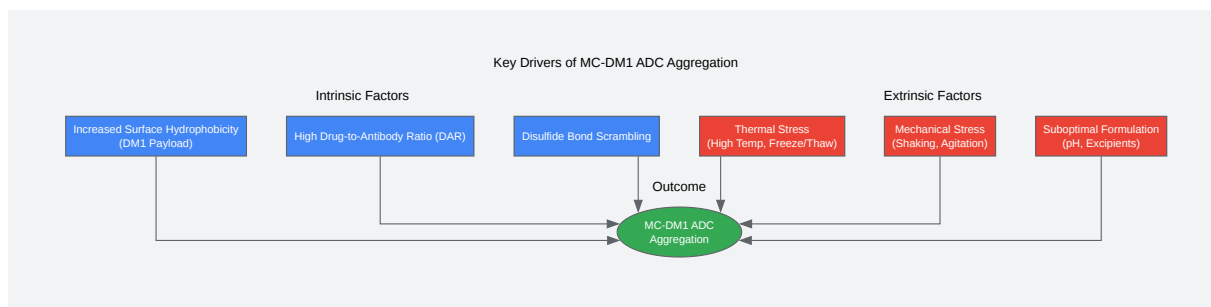 Key Drivers of MC-DM1 ADC Aggregation
Intrinsic Factors
Extrinsic Factors
Increased Surface Hydrophobicity
(DM1 Payload)
High Drug-to-Antibody Ratio (DAR)
Disulfide Bond Scrambling
Thermal Stress
(High Temp, Freeze/Thaw)
Mechanical Stress
(Shaking, Agitation)
Suboptimal Formulation
(pH, Excipients)
Outcome
MC-DM1 ADC
Aggregation